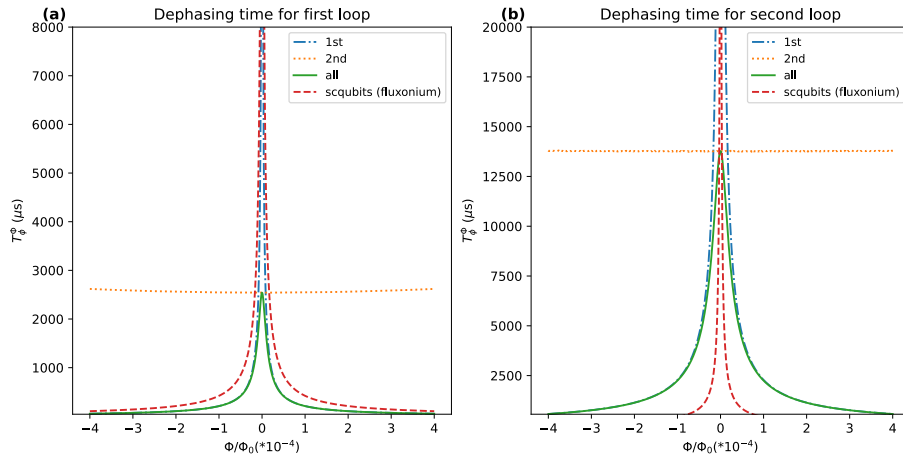 (a)
Dephasing time for first loop
8000
7000
6000
5000
4000
3000
2000
1000
T_ϕ^Φ (μs)
1st
2nd
all
scqubits (fluxonium)
−4 −3 −2 −1 0 1 2 3 4
Φ/Φ₀(*10⁻⁴)
(b)
Dephasing time for second loop
20000
17500
15000
12500
10000
7500
5000
2500
T_ϕ^Φ (μs)
1st
2nd
all
scqubits (fluxonium)
−4 −3 −2 −1 0 1 2 3 4
Φ/Φ₀(*10⁻⁴)